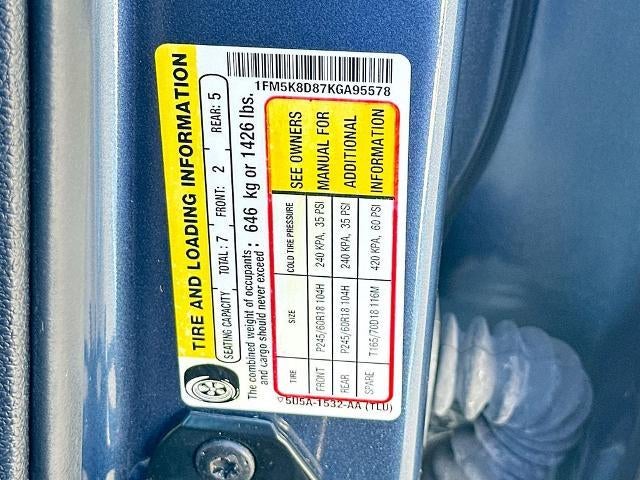 1FM5K8D87KGA95578
TIRE AND LOADING INFORMATION
SEATING CAPACITY TOTAL: 7 FRONT: 2 REAR: 5
The combined weight of occupants
and cargo should never exceed : 646 kg or 1426 lbs.
TIRE SIZE COLD TIRE PRESSURE SEE OWNERS
FRONT P245/60R18 104H 240 KPA, 35 PSI MANUAL FOR
REAR P245/60R18 104H 240 KPA, 35 PSI ADDITIONAL
SPARE T165/70D18 116M 420 KPA, 60 PSI INFORMATION
5U5A-1532-AA (TLU)